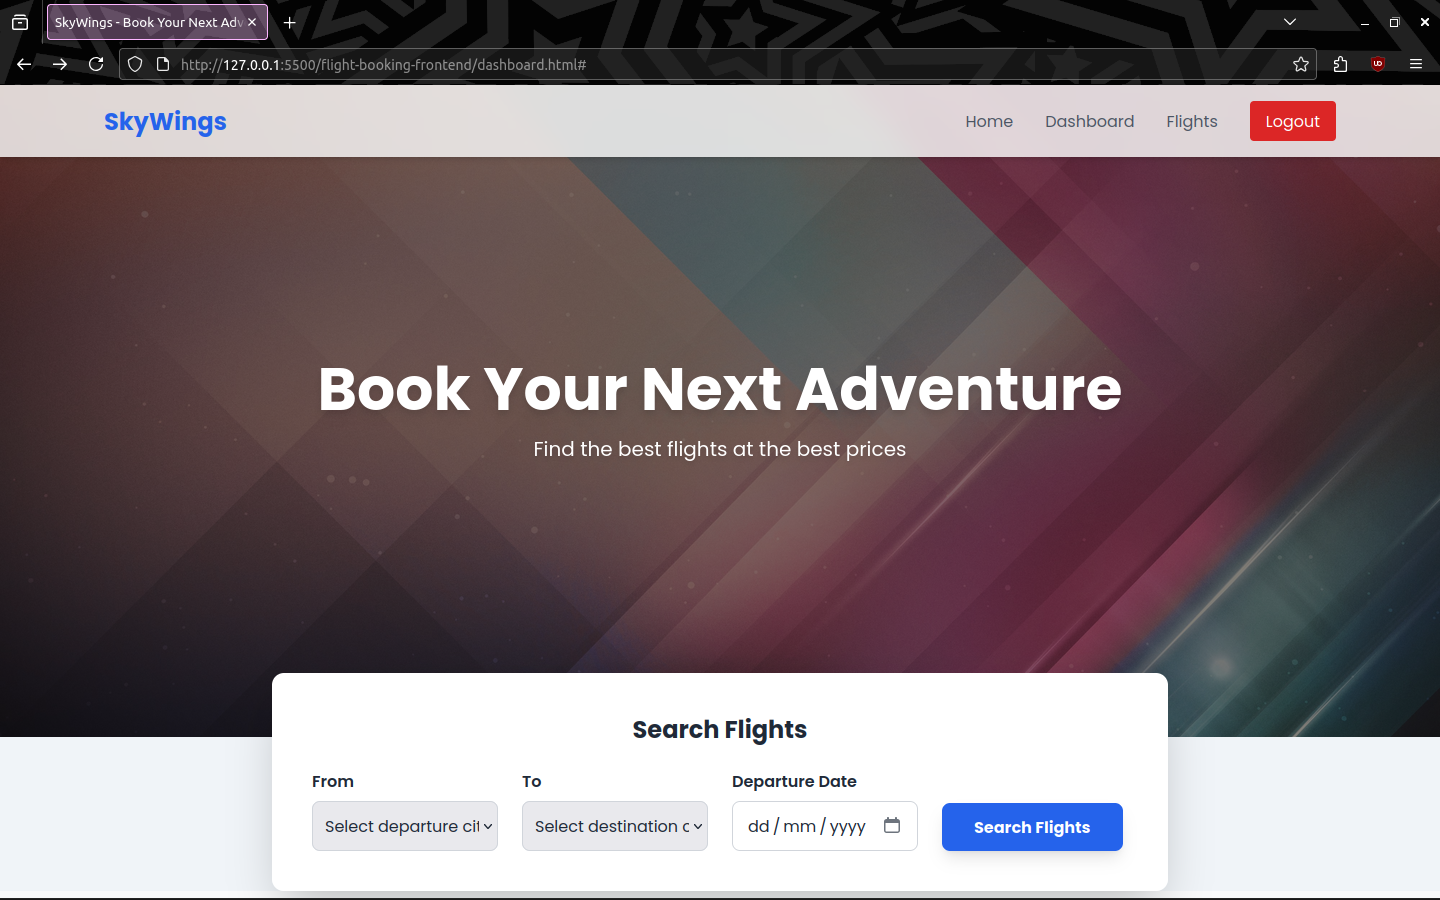 SkyWings - Book Your Next Adv
http://127.0.0.1:5500/flight-booking-frontend/dashboard.html#
SkyWings
Home Dashboard Flights Logout
Book Your Next Adventure
Find the best flights at the best prices
Search Flights
From To Departure Date
Select departure cit Select destination c dd / mm / yyyy Search Flights